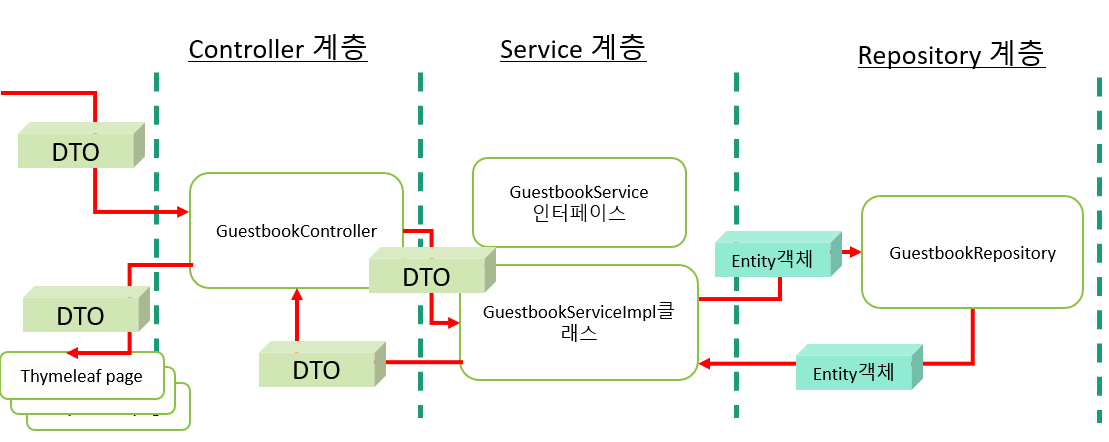 Controller 계층
Service 계층
Repository 계층
DTO
GuestbookController
GuestbookService
인터페이스
Entity객체
GuestbookRepository
DTO
DTO
GuestbookServiceImpl클
래스
DTO
Entity객체
Thymeleaf page